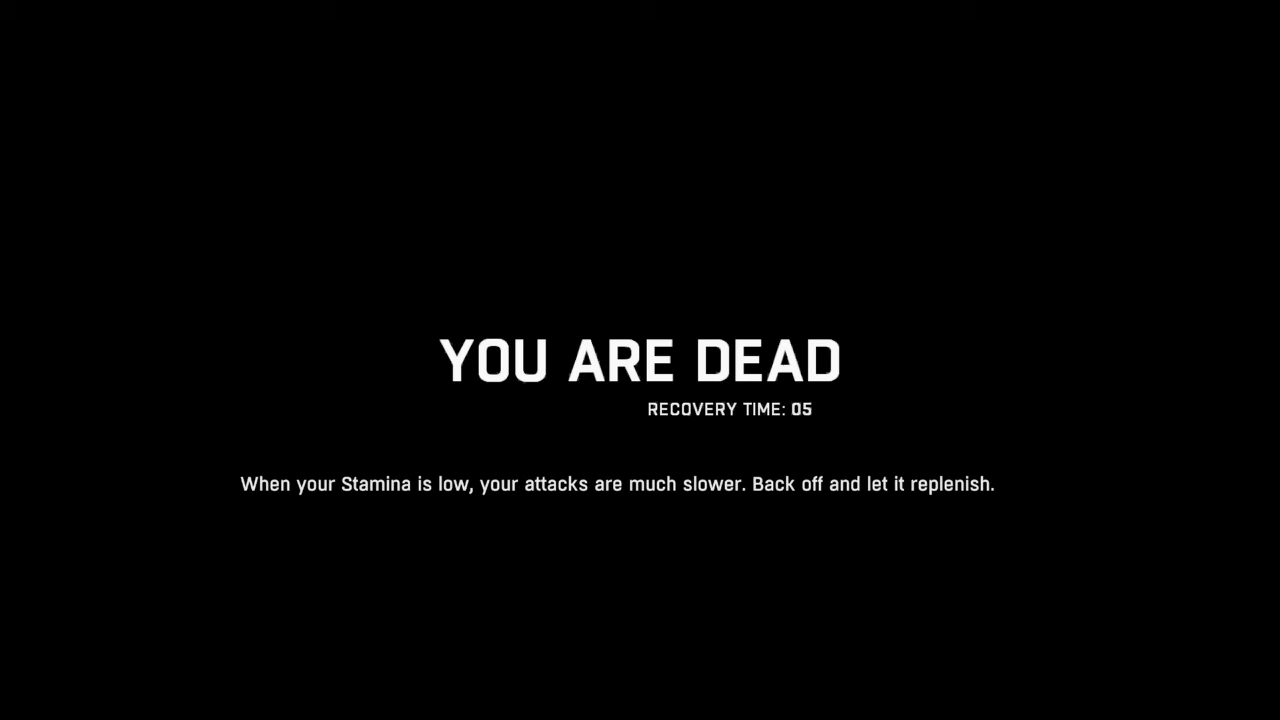 YOU ARE DEAD
RECOVERY TIME: 05
When your Stamina is low, your attacks are much slower. Back off and let it replenish.